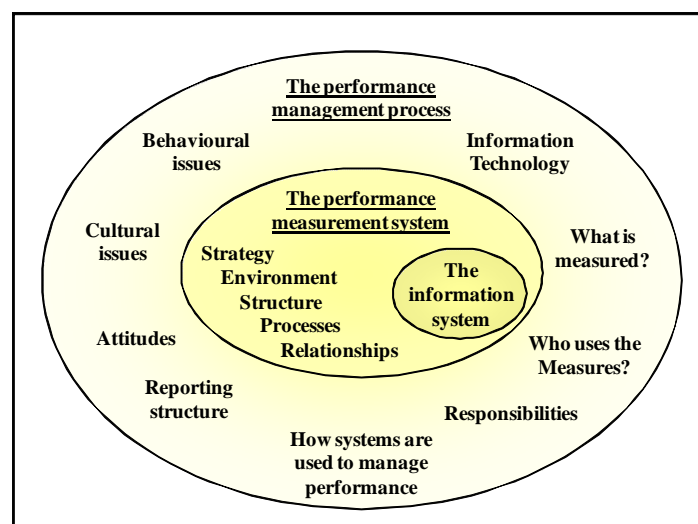 The performance
management process
Behavioural
issues
Information
Technology
The performance
measurement system
Cultural
issues
What is
measured?
Strategy
Environment
Structure
Processes
Relationships
The
information
system
Attitudes
Who uses the
Measures?
Reporting
structure
Responsibilities
How systems are
used to manage
performance